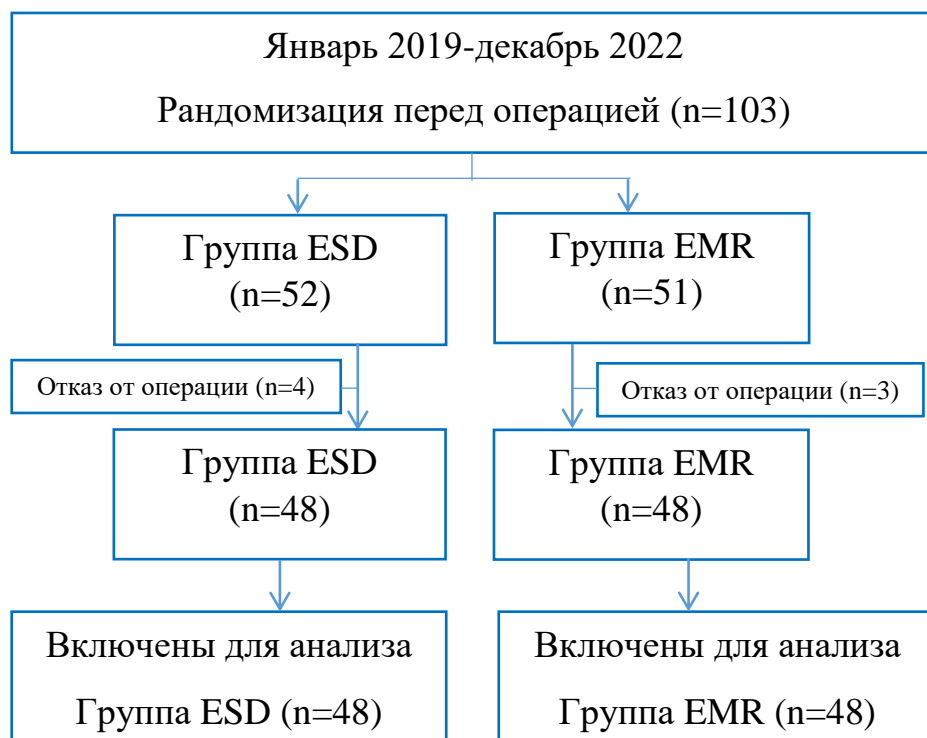 Январь 2019-декабрь 2022
Рандомизация перед операцией (n=103)
Группа ESD
(n=52)
Группа EMR
(n=51)
Отказ от операции (n=4)
Отказ от операции (n=3)
Группа ESD
(n=48)
Группа EMR
(n=48)
Включены для анализа
Группа ESD (n=48)
Включены для анализа
Группа EMR (n=48)